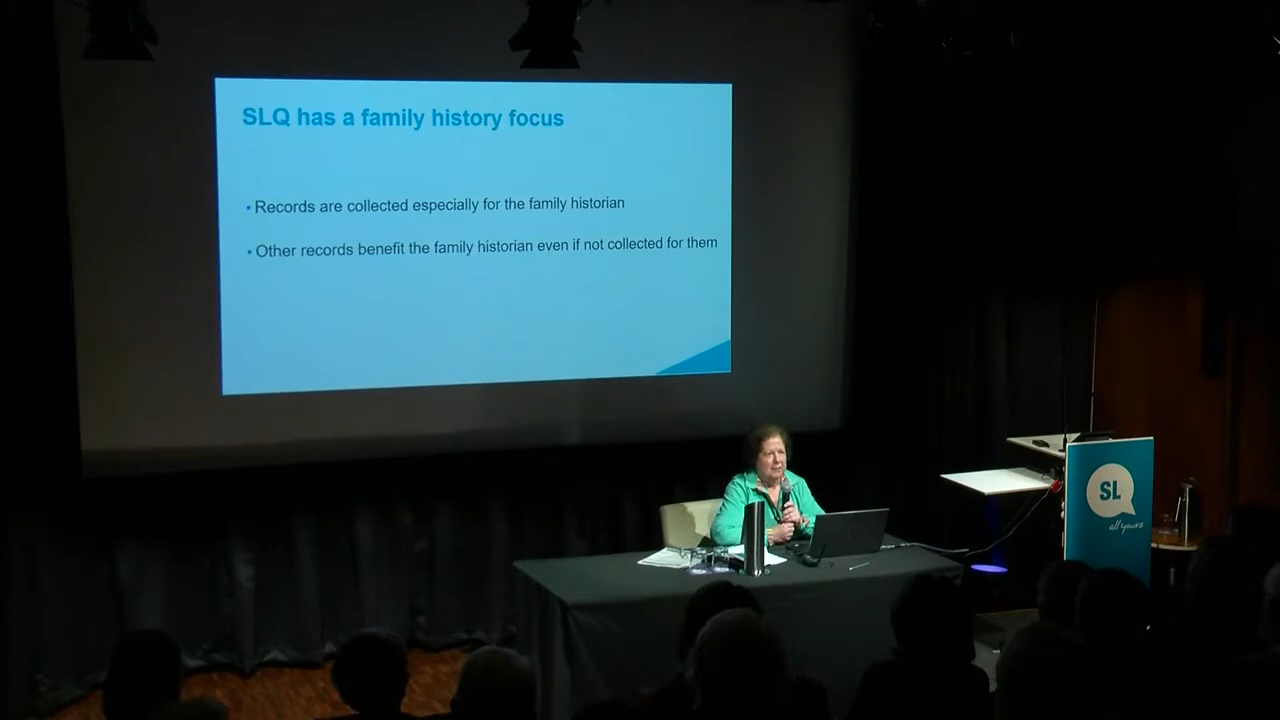 SLQ has a family history focus
▪ Records are collected especially for the family historian
▪ Other records benefit the family historian even if not collected for them
SL
all yours